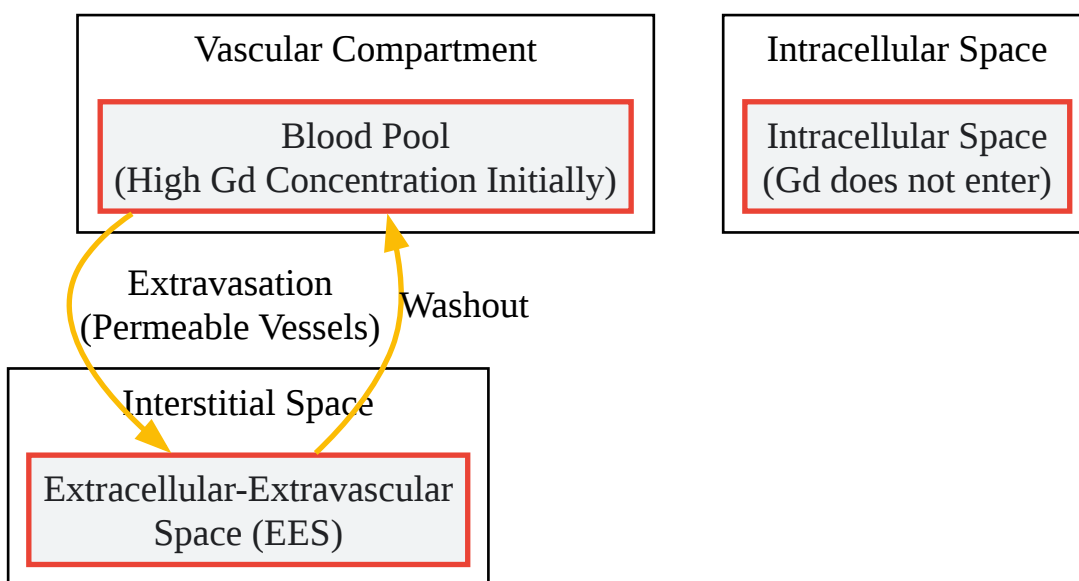 Vascular Compartment
Blood Pool
(High Gd Concentration Initially)
Intracellular Space
Intracellular Space
(Gd does not enter)
Extravasation
(Permeable Vessels)
Washout
Interstitial Space
Extracellular-Extravascular
Space (EES)